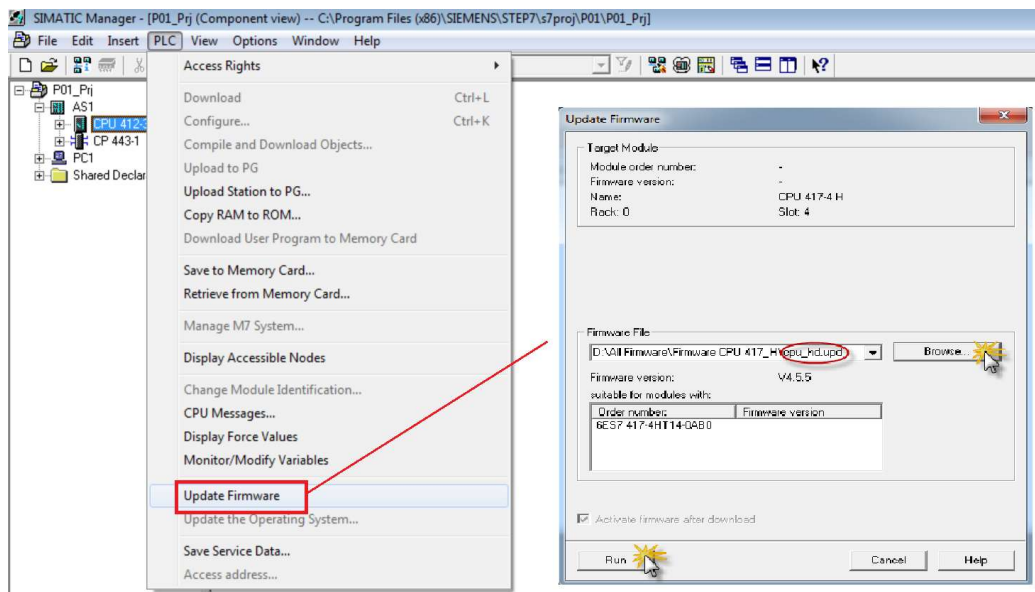 SIMATIC Manager - [P01_Prj (Component view) -- C:\Program Files (x86)\SIEMENS\STEP7\s7proj\P01\P01_Prj]
File Edit Insert PLC View Options Window Help
P01_Prj
AS1
CPU 412-3
CP 443-1
PC1
Shared Declar
Access Rights
Download Ctrl+L
Configure... Ctrl+K
Compile and Download Objects...
Upload to PG
Upload Station to PG...
Copy RAM to ROM...
Download User Program to Memory Card
Save to Memory Card...
Retrieve from Memory Card...
Manage M7 System...
Display Accessible Nodes
Change Module Identification...
CPU Messages...
Display Force Values
Monitor/Modify Variables
Update Firmware
Update the Operating System...
Save Service Data...
Access address...
Update Firmware
Target Module
Module order number: -
Firmware version: -
Name: CPU 417-4 H
Rack: 0 Slot: 4
Firmware File
D:\All Firmware\Firmware CPU 417_H\cpu_hd.upd Browse...
Firmware version: V4.5.5
suitable for modules with:
Order number: Firmware version
6ES7 417-4HT14-0AB0
Activate firmware after download
Run Cancel Help